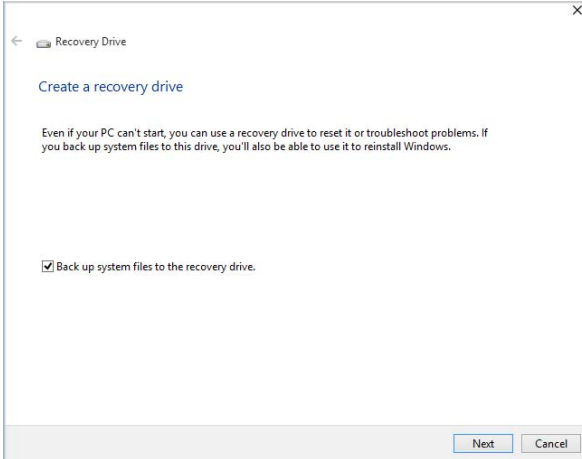 Recovery Drive
Create a recovery drive
Even if your PC can't start, you can use a recovery drive to reset it or troubleshoot problems. If
you back up system files to this drive, you'll also be able to use it to reinstall Windows.
Back up system files to the recovery drive.
Next Cancel